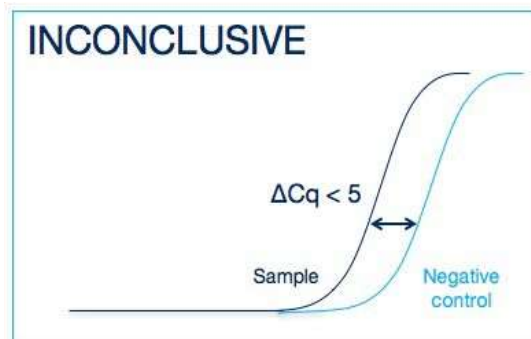 INCONCLUSIVE
ΔCq < 5
Sample
Negative
control